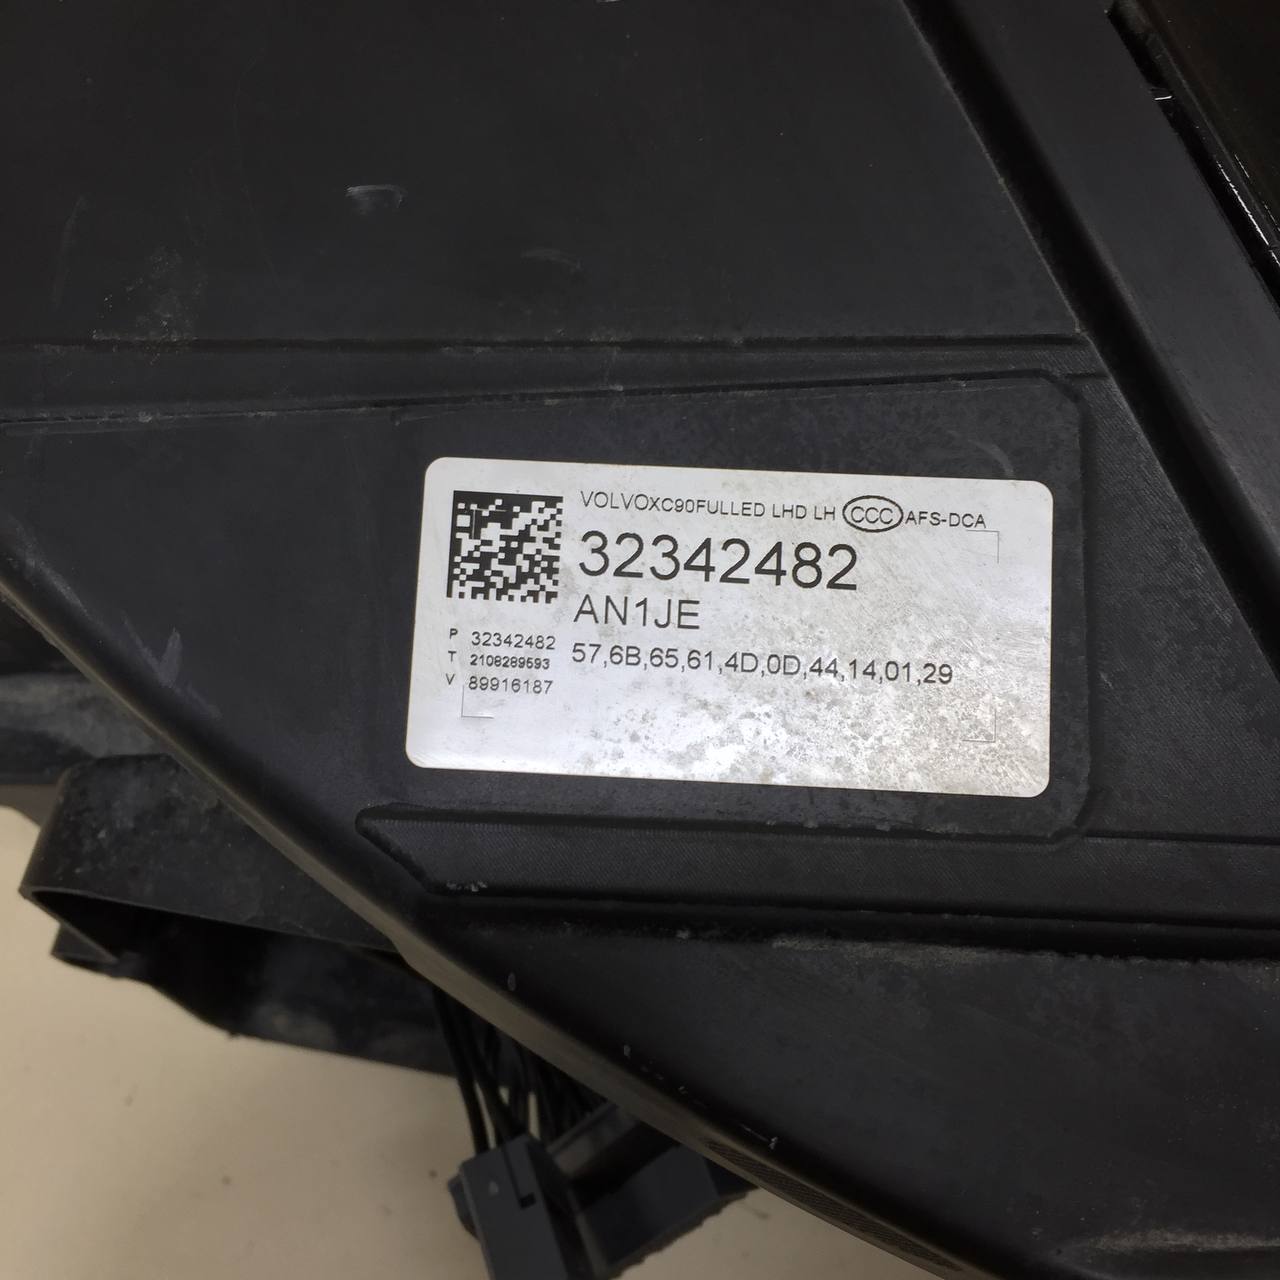 VOLVOXC90FULLED LHD LH CCC AFS-DCA
32342482
AN1JE
P 32342482
T 2108289593
V 89916187
57,6B,65,61,4D,0D,44,14,01,29